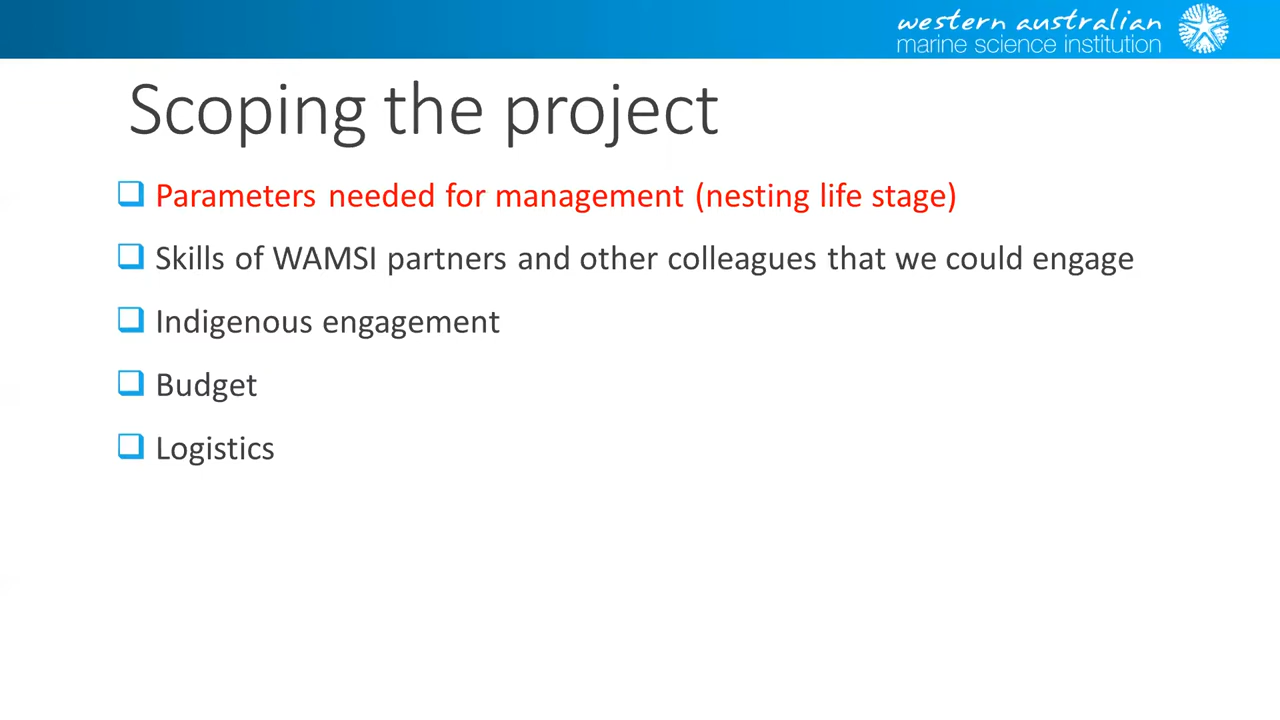 western australian
marine science institution
Scoping the project
Parameters needed for management (nesting life stage)
Skills of WAMSI partners and other colleagues that we could engage
Indigenous engagement
Budget
Logistics